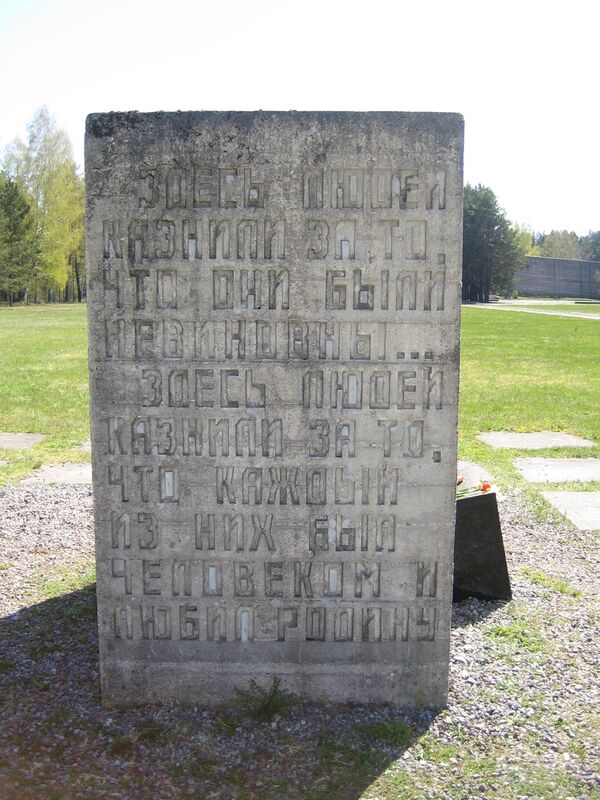 ЗДЕСЬ ЛЮДЕЙ
КАЗНИЛИ ЗА ТО,
ЧТО ОНИ БЫЛИ
НЕВИНОВНЫ...
ЗДЕСЬ ЛЮДЕЙ
КАЗНИЛИ ЗА ТО,
ЧТО КАЖДЫЙ
ИЗ НИХ БЫЛ
ЧЕЛОВЕКОМ И
ЛЮБИЛ РОДИНУ